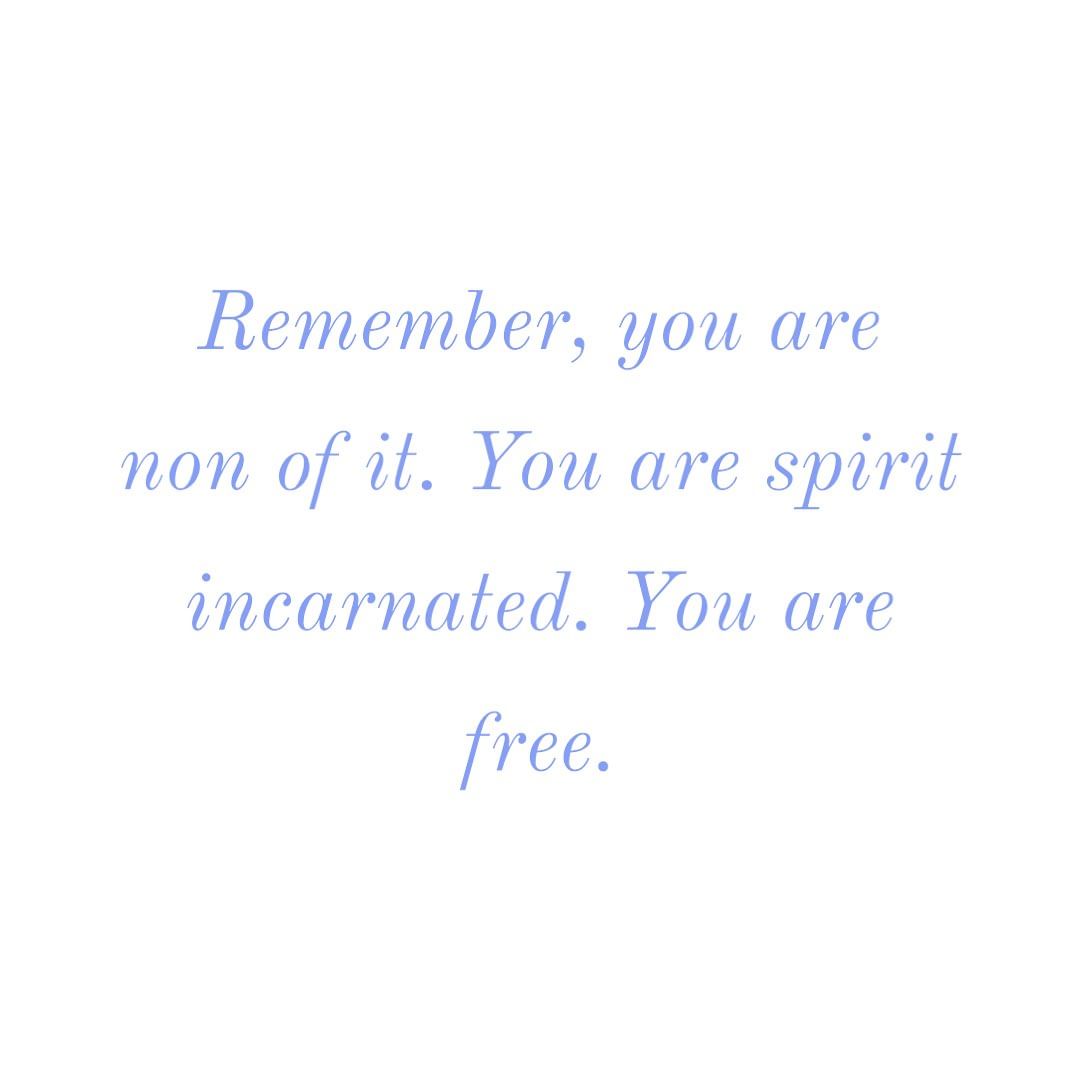 Remember, you are
non of it. You are spirit
incarnated. You are
free.